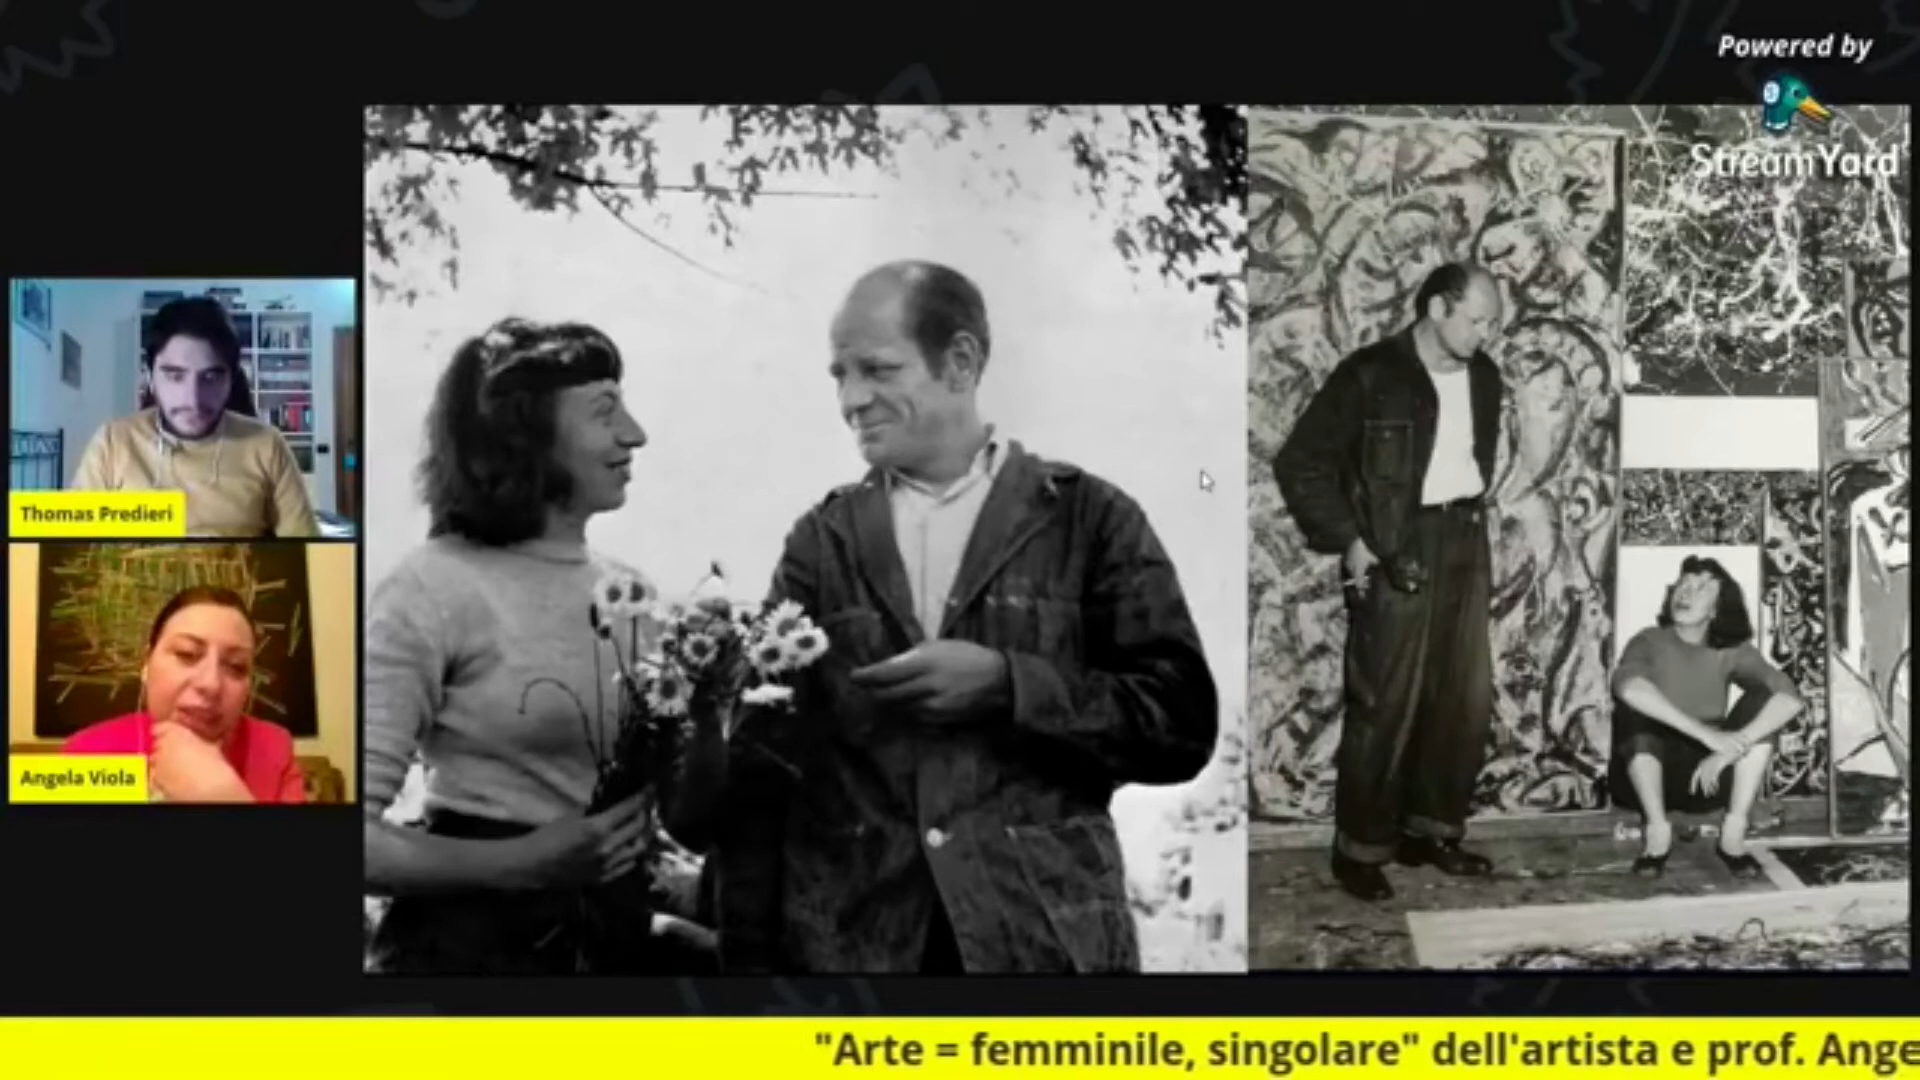 Powered by
StreamYard
Thomas Predieri
Angela Viola
"Arte = femminile, singolare" dell'artista e prof. Ange